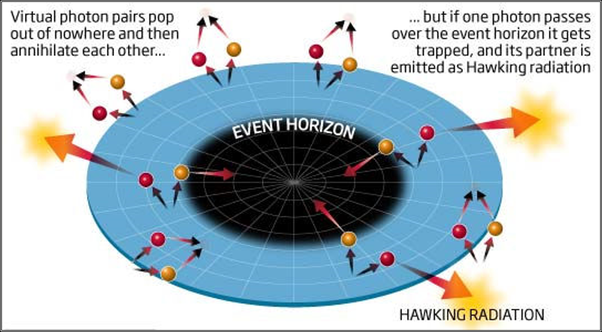 Virtual photon pairs pop
out of nowhere and then
annihilate each other...
... but if one photon passes
over the event horizon it gets
trapped, and its partner is
emitted as Hawking radiation
EVENT HORIZON
HAWKING RADIATION